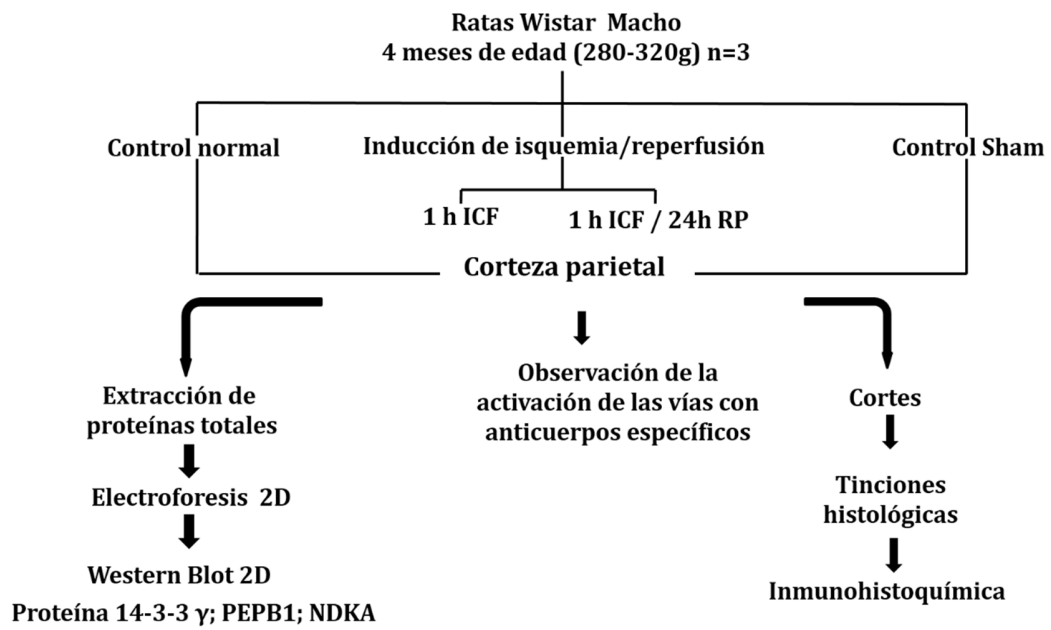 Ratas Wistar Macho
4 meses de edad (280-320g) n=3
Control normal
Inducción de isquemia/reperfusión
Control Sham
1 h ICF
1 h ICF / 24h RP
Corteza parietal
Extracción de
proteínas totales
Electroforesis 2D
Western Blot 2D
Proteína 14-3-3 γ; PEPB1; NDKA
Observación de la
activación de las vías con
anticuerpos específicos
Cortes
Tinciones
histológicas
Inmunohistoquímica